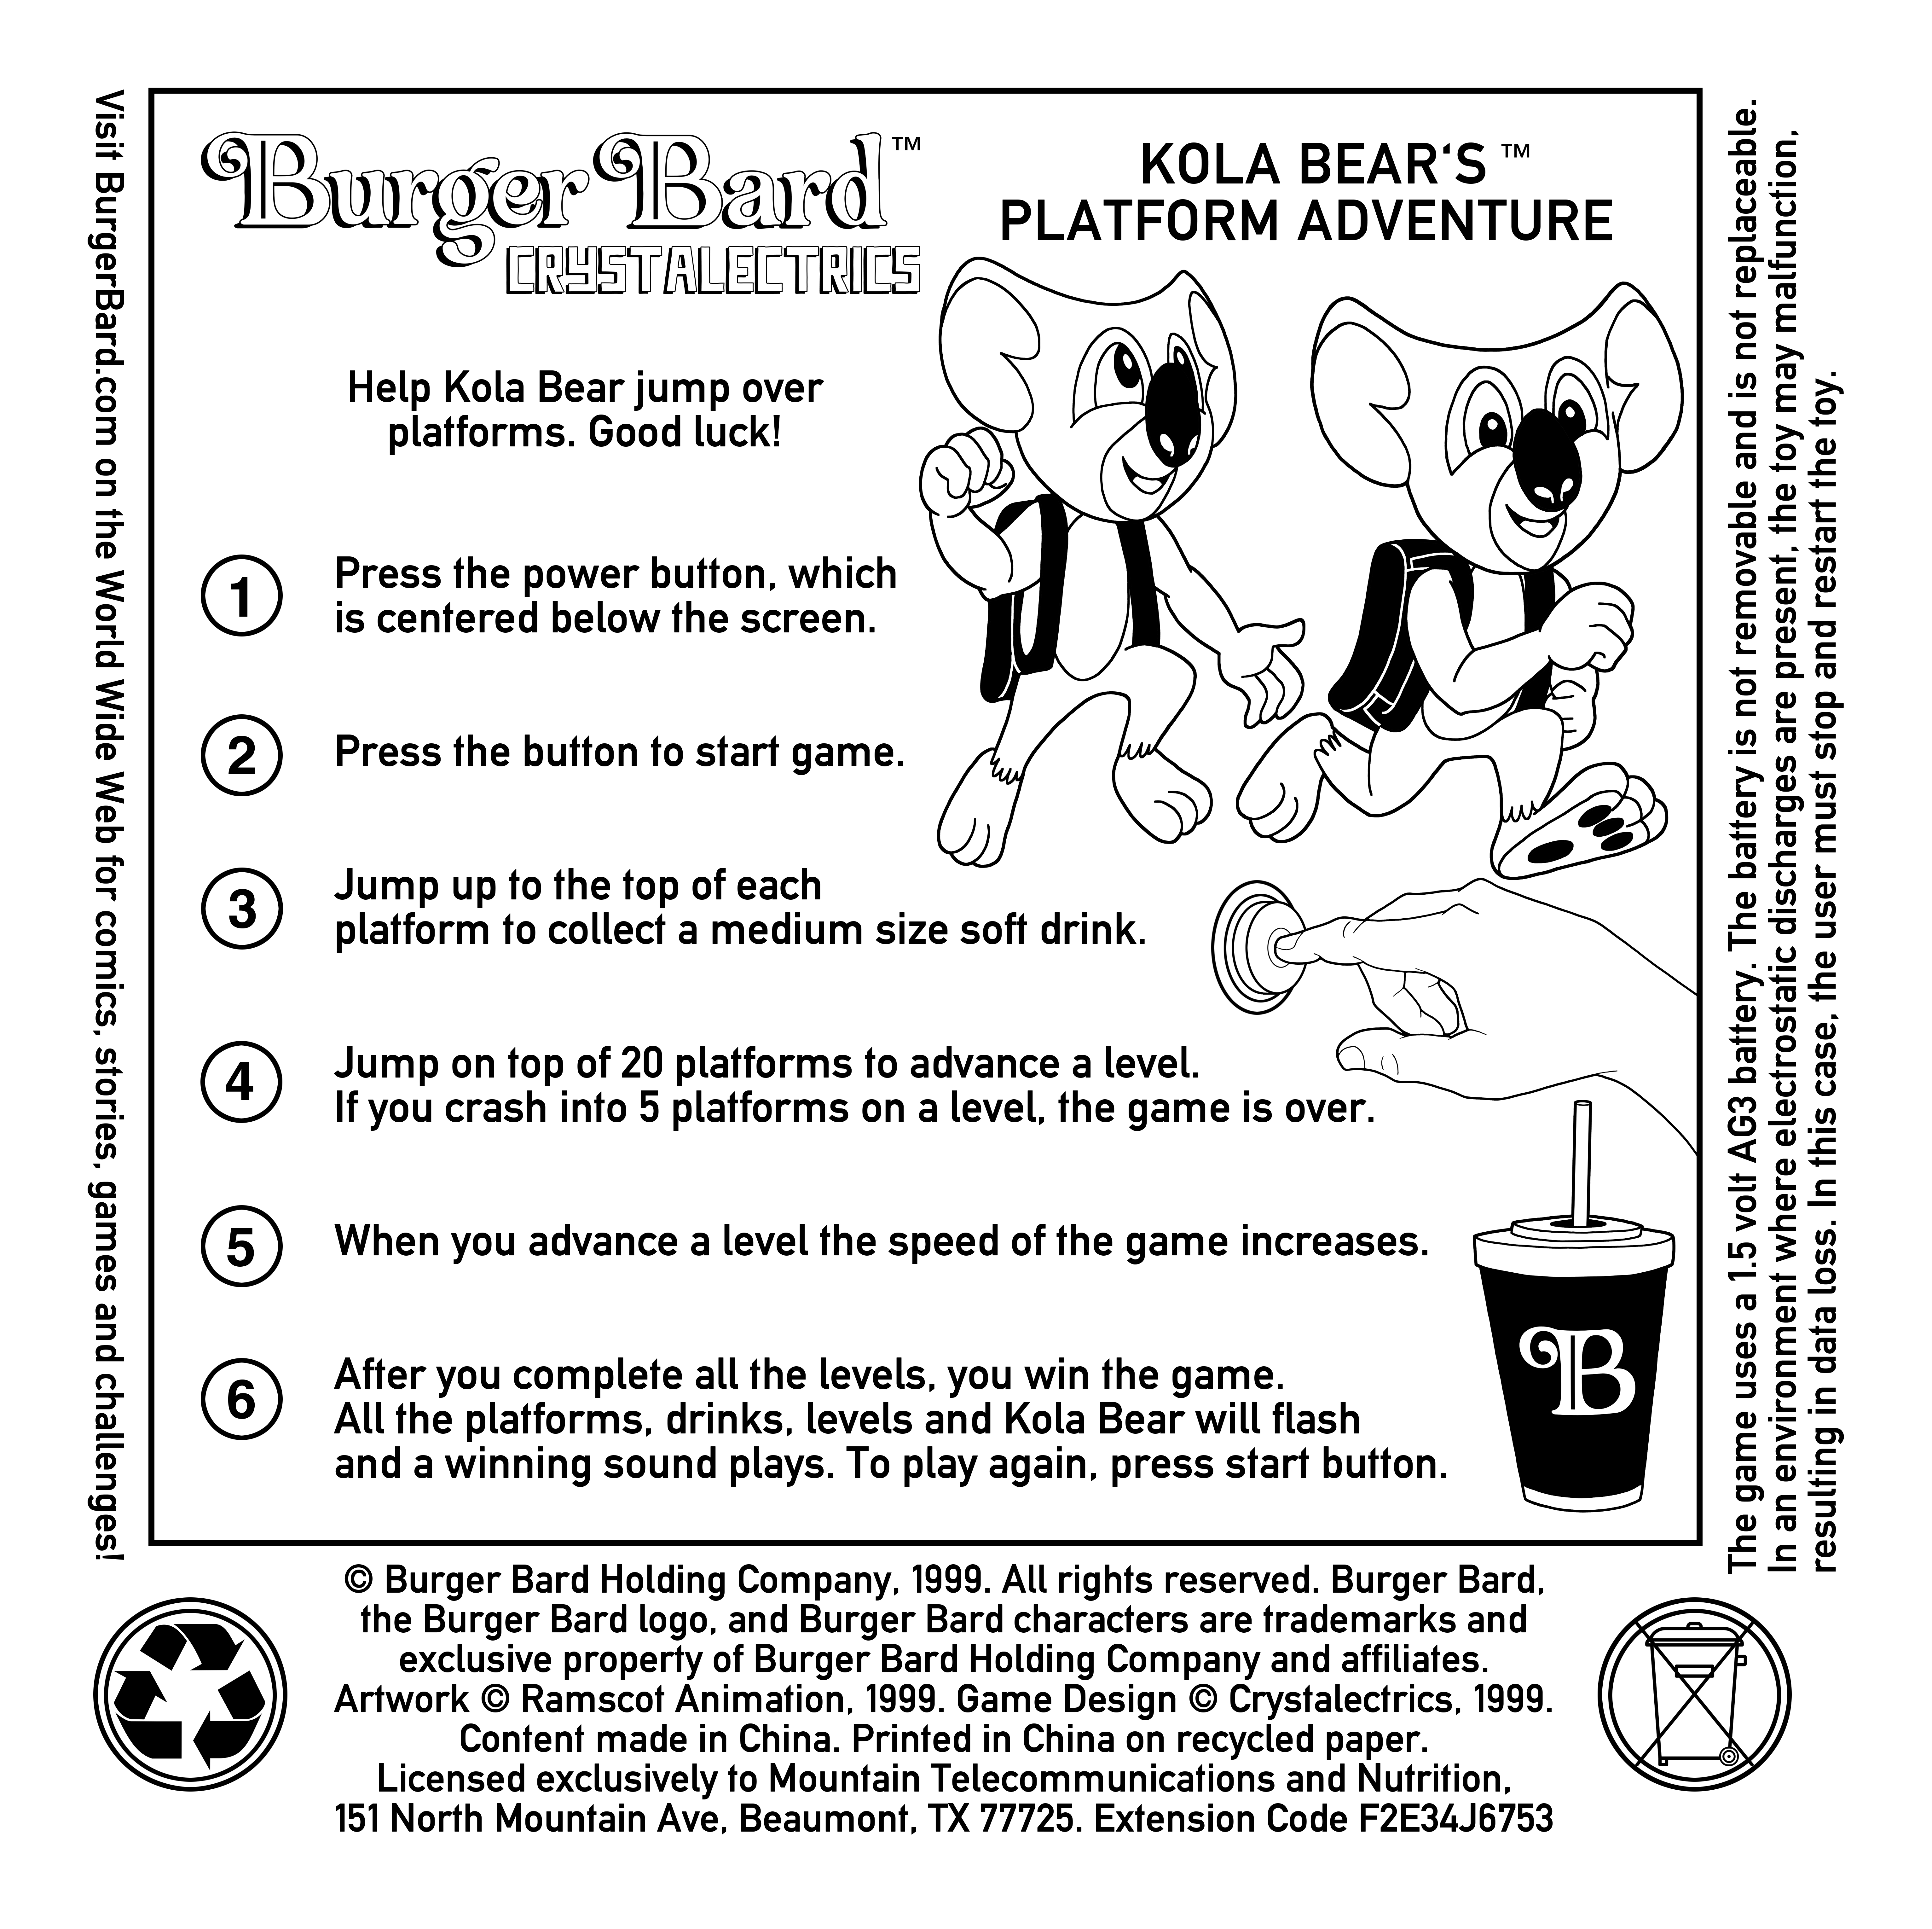 Burger Bard™
CRYSTALECTRICS
KOLA BEAR‘S™
PLATFORM ADVENTURE
Help Kola Bear jump over
platforms. Good luck!
1
Press the power button, which
is centered below the screen.
2
Press the button to start game.
3
Jump up to the top of each
platform to collect a medium size soft drink.
4
Jump on top of 20 platforms to advance a level.
If you crash into 5 platforms on a level, the game is over.
5
When you advance a level the speed of the game increases.
6
After you complete all the levels, you win the game.
All the platforms, drinks, levels and Kola Bear will flash
and a winning sound plays. To play again, press start button.
B
Visit BurgerBard.com on the World Wide Web for comics, stories, games and challenges!
The game uses a 1.5 volt AG3 battery. The battery is not removable and is not replaceable.
In an environment where electrostatic discharges are present, the toy may malfunction,
resulting in data loss. In this case, the user must stop and restart the toy.
© Burger Bard Holding Company, 1999. All rights reserved. Burger Bard,
the Burger Bard logo, and Burger Bard characters are trademarks and
exclusive property of Burger Bard Holding Company and affiliates.
Artwork © Ramscot Animation, 1999. Game Design © Crystalectrics, 1999.
Content made in China. Printed in China on recycled paper.
Licensed exclusively to Mountain Telecommunications and Nutrition,
151 North Mountain Ave, Beaumont, TX 77725. Extension Code F2E34J6753